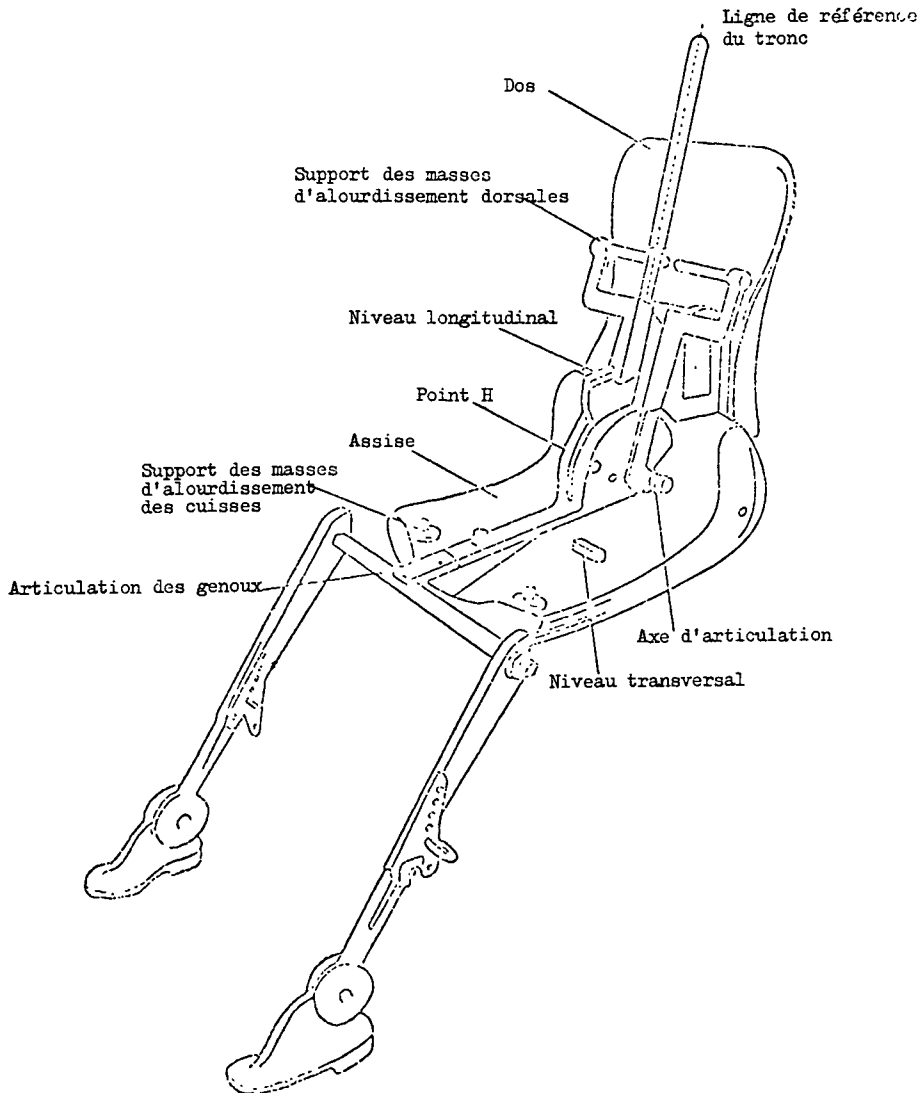 Ligne de référence
du tronc
Dos
Support des masses
d'alourdissement dorsales
Niveau longitudinal
Point H
Assise
Support des masses
d'alourdissement
des cuisses
Articulation des genoux
Axe d'articulation
Niveau transversal